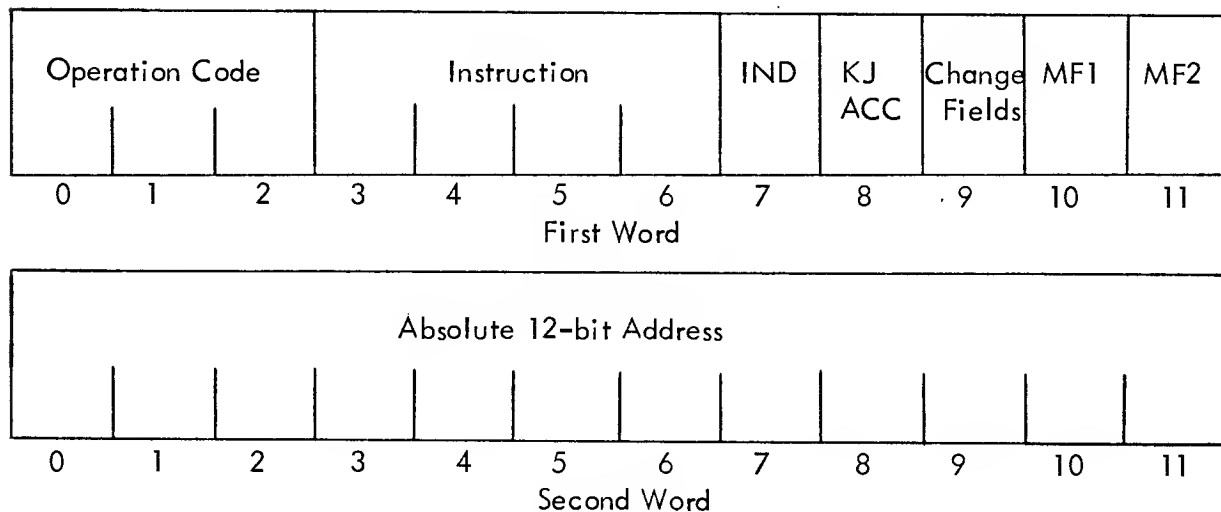 Operation Code Instruction IND KJ Change MF1 MF2
ACC Fields
0 1 2 3 4 5 6 7 8 9 10 11
First Word
Absolute 12-bit Address
0 1 2 3 4 5 6 7 8 9 10 11
Second Word